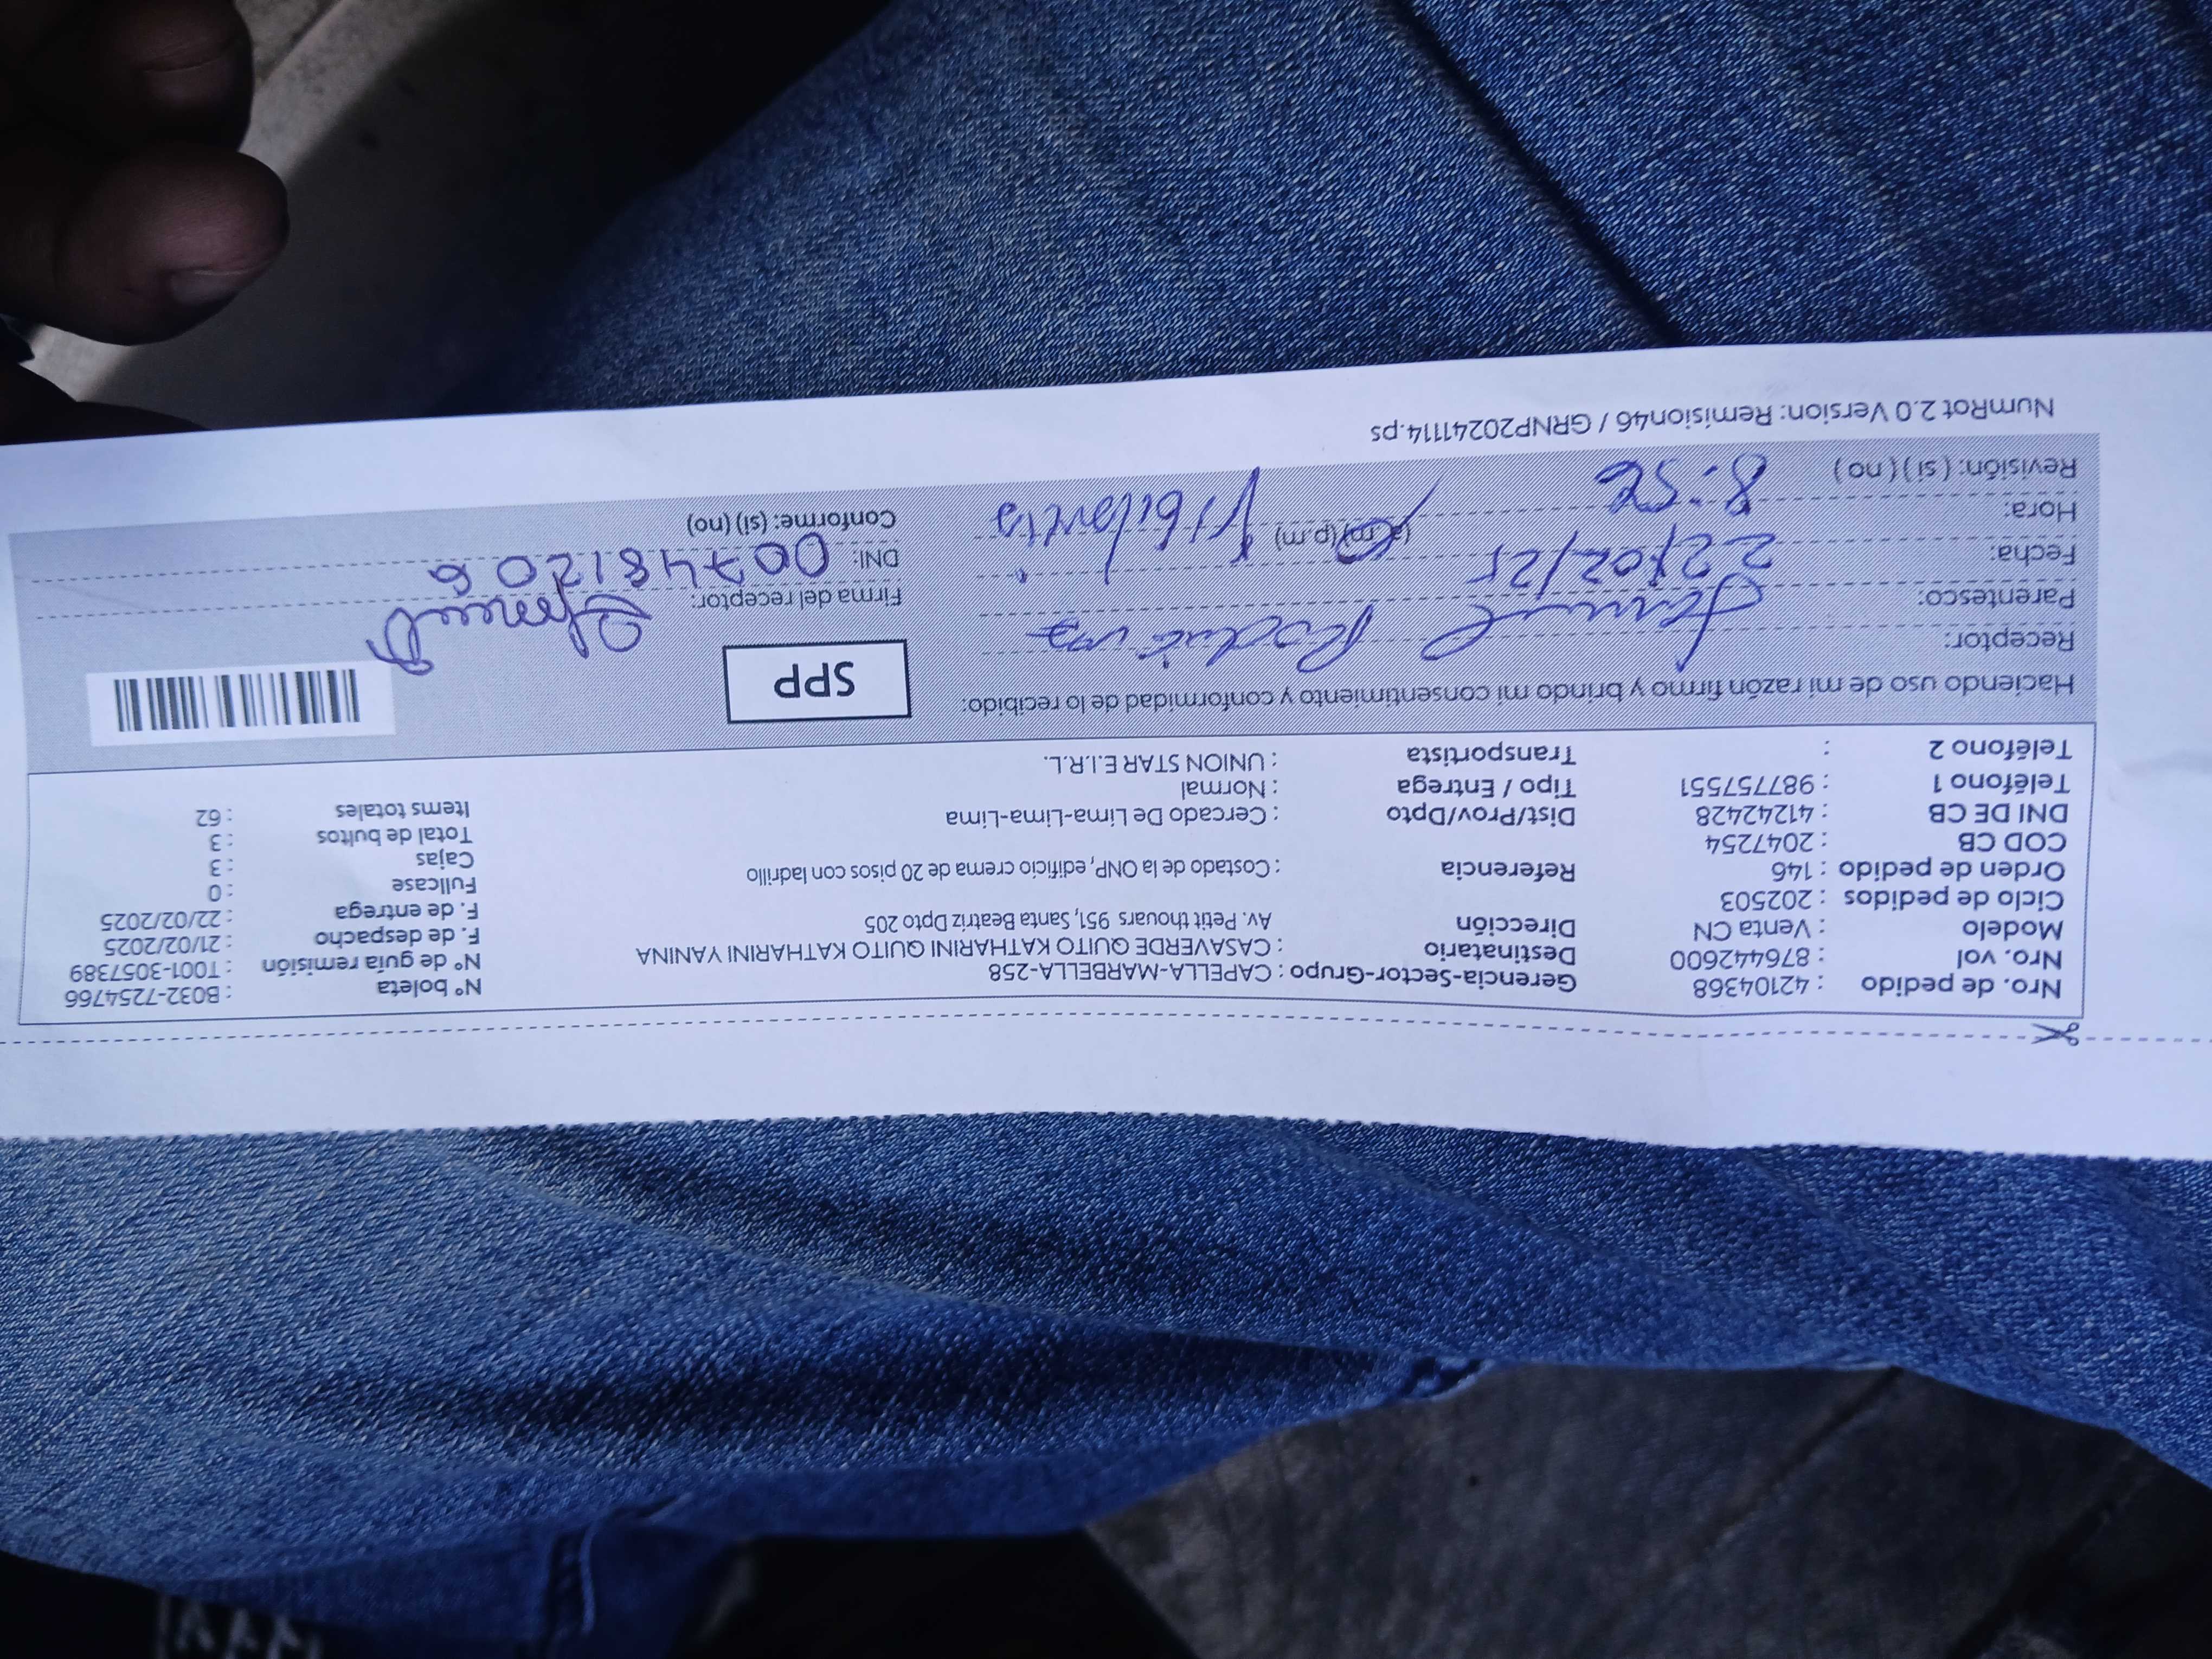 Nro. de pedido : 42104368 Gerencia-Sector-Grupo : CAPELLA-MARBELLA-258 N° boleta : B032-7254766
Nro. vol : 876442600 Destinatario : CASAVERDE QUITO KATHARINI QUITO KATHARINI YANINA N° de guía remisión : T001-3057389
Modelo : Venta CN Dirección Av. Petit thouars 951, Santa Beatriz Dpto 205 F. de despacho : 21/02/2025
Ciclo de pedidos : 202503 F. de entrega : 22/02/2025
Orden de pedido : 146 Referencia : Costado de la ONP, edificio crema de 20 pisos con ladrillo Fullcase : 0
COD CB : 2047254 Cajas : 3
DNI DE CB : 41242428 Dist/Prov/Dpto : Cercado De Lima-Lima-Lima Total de bultos : 3
Teléfono 1 : 987757551 Tipo / Entrega : Normal Items totales : 62
Teléfono 2 : Transportista : UNION STAR E.I.R.L.
Haciendo uso de mi razón firmo y brindo mi consentimiento y conformidad de lo recibido: SPP
Receptor:
Parentesco: Firma del receptor:
Fecha: 22/02/25 DNI: 007481206
Hora: 8:56 (a.m) (p.m) Conforme: (si) (no)
Revisión: ( si ) ( no )
NumRot 2.0 Version: Remision46 / GRNP20241114.ps